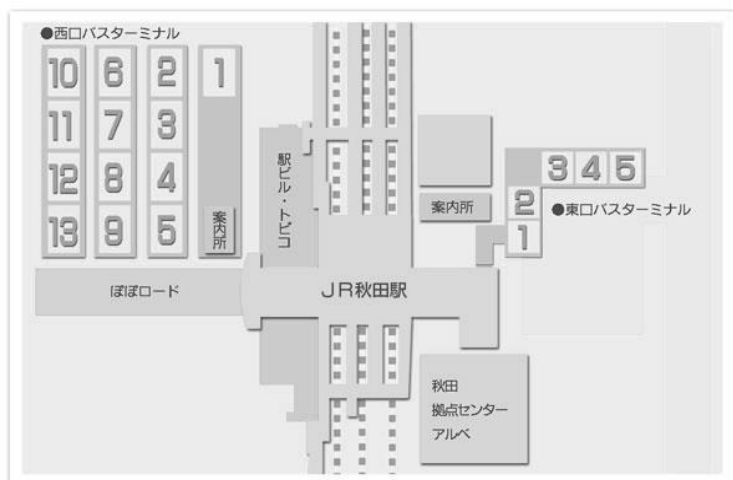 ●西口バスターミナル
10 6 2 1
11 7 3
12 8 4
13 9 5
案内所
駅ビル・トピコ
ぽぽロード
JR秋田駅
案内所
3 4 5
2
1
●東口バスターミナル
秋田
拠点センター
アルベ